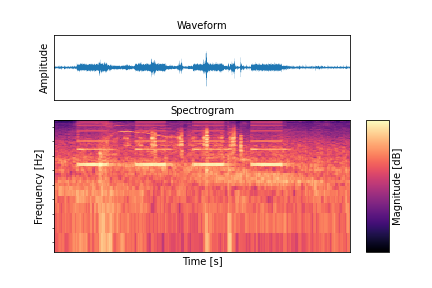 Waveform
Amplitude
Spectrogram
Frequency [Hz]
Magnitude [dB]
Time [s]